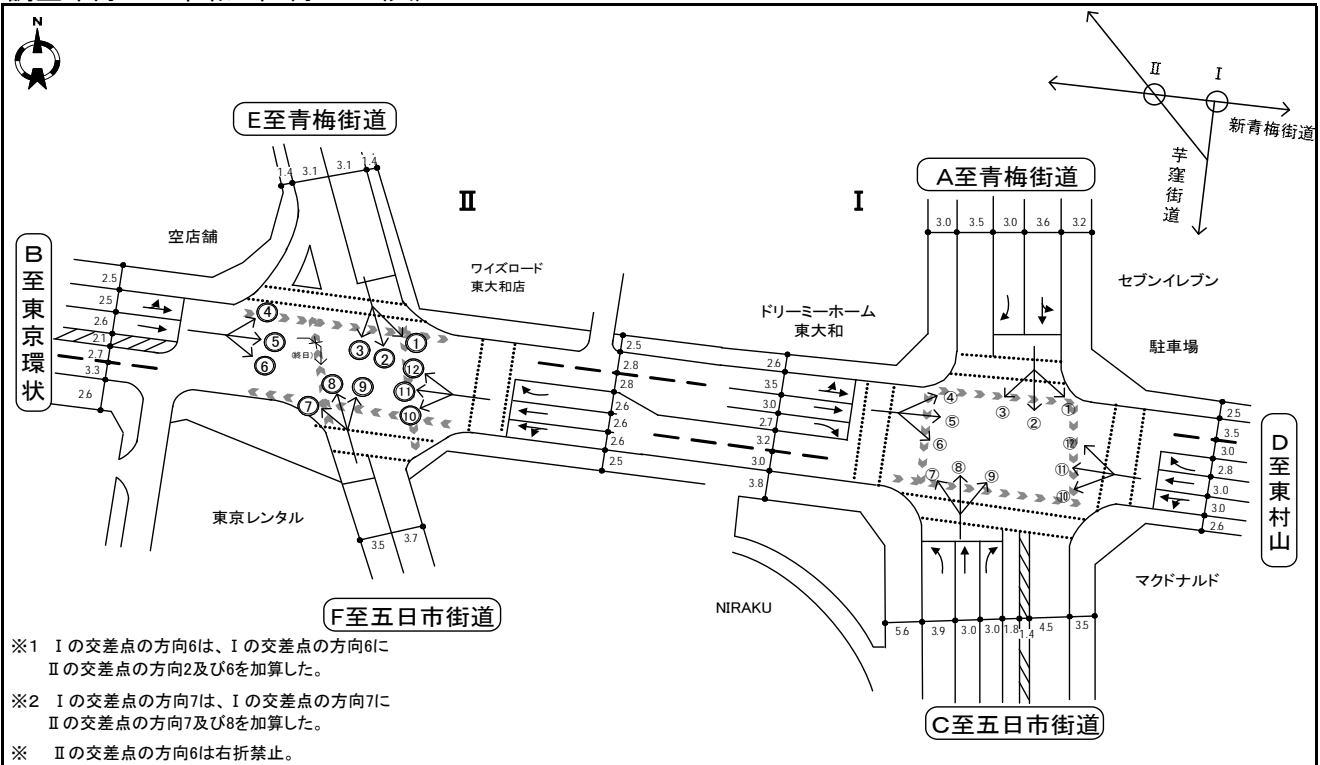 N
E至青梅街道
Ⅱ
Ⅰ
A至青梅街道
Ⅱ
Ⅰ
新青梅街道
芋窪街道
B至東京環状
空店舗
ワイズロード
東大和店
ドリーミーホーム
東大和
セブンイレブン
駐車場
D至東村山
1.4 3.1 3.1 1.4
3.0 3.5 3.0 3.6 3.2
2.5
2.5
2.6
2.1
2.7
3.3
2.6
④
⑤
⑥
(終日)
③
②
①
⑫
⑪
⑩
⑧
⑨
⑦
2.5
2.8
2.8
2.6
2.6
2.6
2.5
2.6
3.5
3.0
2.7
3.2
3.0
3.8
④
⑤
⑥
③
②
①
⑫
⑪
⑩
⑦
⑧
⑨
2.5
3.5
3.0
2.8
3.0
3.0
2.6
東京レンタル
3.5 3.7
F至五日市街道
NIRAKU
マクドナルド
5.6 3.9 3.0 3.0 1.8 1.4 4.5 3.5
C至五日市街道
※1 Ⅰの交差点の方向6は、Ⅰの交差点の方向6に
Ⅱの交差点の方向2及び6を加算した。
※2 Ⅰの交差点の方向7は、Ⅰの交差点の方向7に
Ⅱの交差点の方向7及び8を加算した。
※ Ⅱの交差点の方向6は右折禁止。